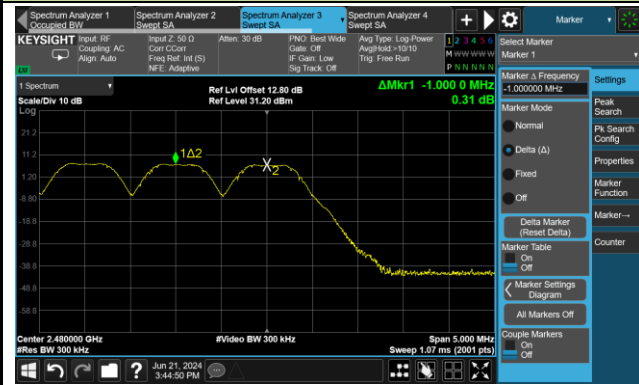 Spectrum Analyzer 1
Occupied BW
Spectrum Analyzer 2
Swept SA
Spectrum Analyzer 3
Swept SA
Spectrum Analyzer 4
Swept SA
Marker
KEYSIGHT
Input: RF
Coupling: AC
Align: Auto
Input Z: 50 Ω
Corr CCorr
Freq Ref: Int (S)
NFE: Adaptive
Atten: 30 dB
PNO: Best Wide
Gate: Off
IF Gain: Low
Sig Track: Off
Avg Type: Log-Power
Avg|Hold:>10/10
Trig: Free Run
1 2 3 4 5 6
M W W W W W
P N N N N N
LW
Select Marker
Marker 1
1 Spectrum
Scale/Div 10 dB
Ref Lvl Offset 12.80 dB
Ref Level 31.20 dBm
ΔMkr1 -1.000 0 MHz
0.31 dB
Log
21.2
11.2
1.20
-8.80
-18.8
-28.8
-38.8
-48.8
-58.8
1Δ2
2
Center 2.480000 GHz
#Res BW 300 kHz
#Video BW 300 kHz
Span 5.000 MHz
Sweep 1.07 ms (2001 pts)
Marker Δ Frequency
-1.000000 MHz
Marker Mode
Normal
Delta (Δ)
Fixed
Off
Delta Marker
(Reset Delta)
Marker Table
On
Off
Marker Settings
Diagram
All Markers Off
Couple Markers
On
Off
Settings
Peak
Search
Pk Search
Config
Properties
Marker
Function
Marker→
Counter
Jun 21, 2024
3:44:50 PM